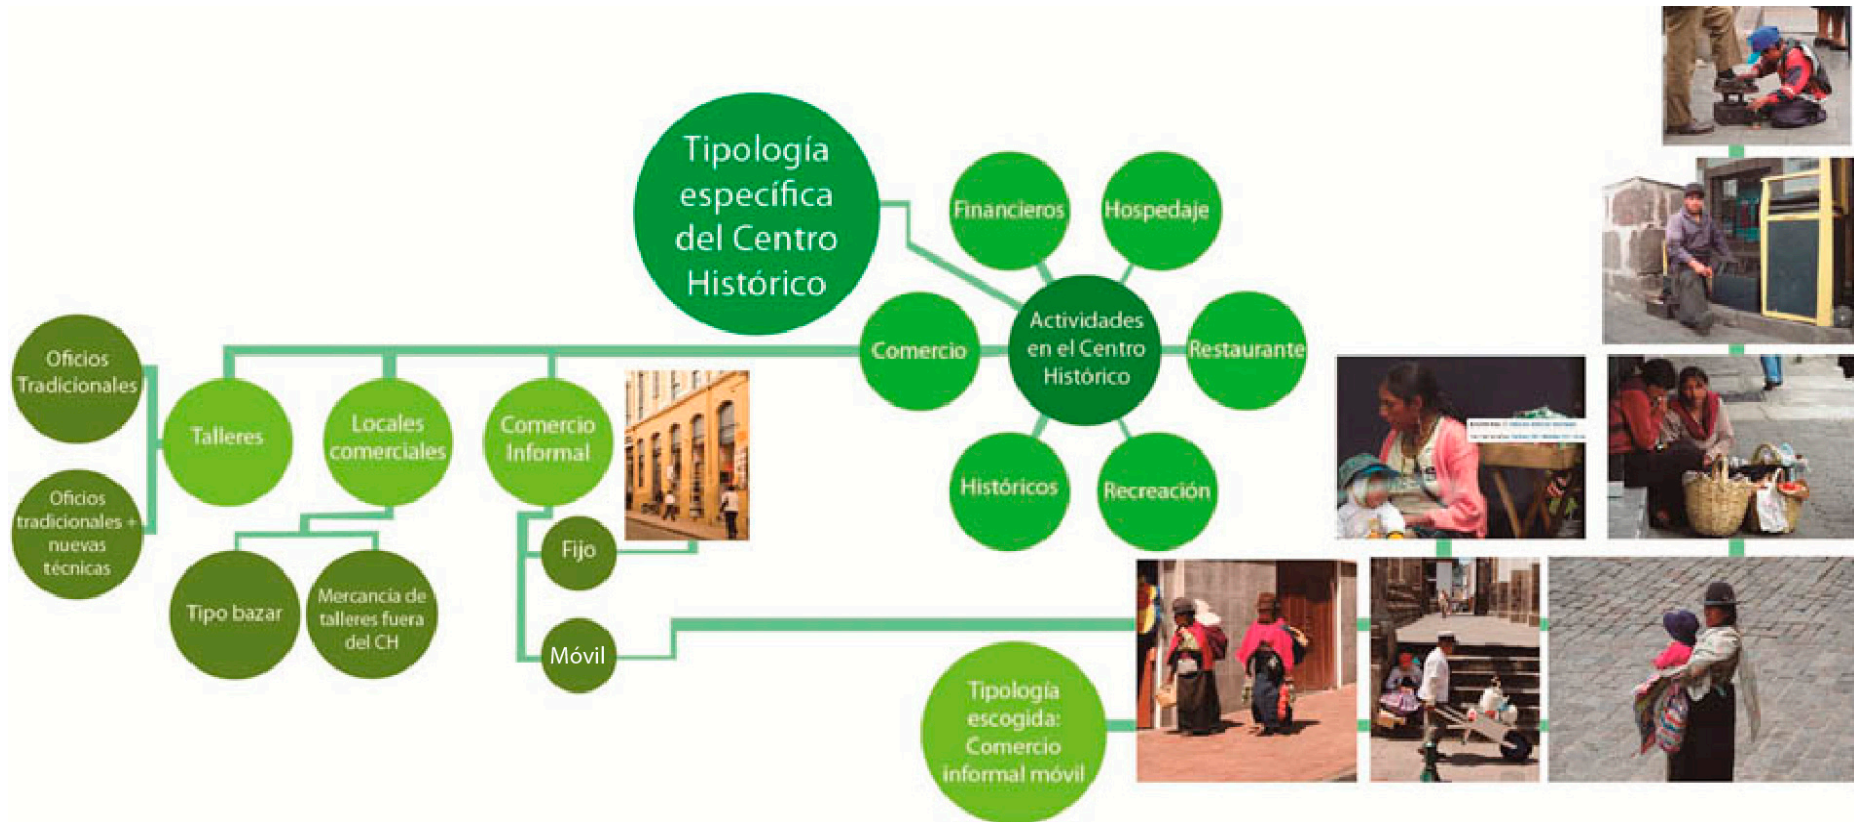 Tipología
específica
del Centro
Histórico
Financieros
Hospedaje
Comercio
Actividades
en el Centro
Histórico
Restaurante
Históricos
Recreación
Oficios
Tradicionales
Talleres
Locales
comerciales
Comercio
Informal
Oficios
tradicionales +
nuevas
técnicas
Tipo bazar
Mercancía de
talleres fuera
del CH
Fijo
Móvil
Tipología
escogida:
Comercio
informal móvil